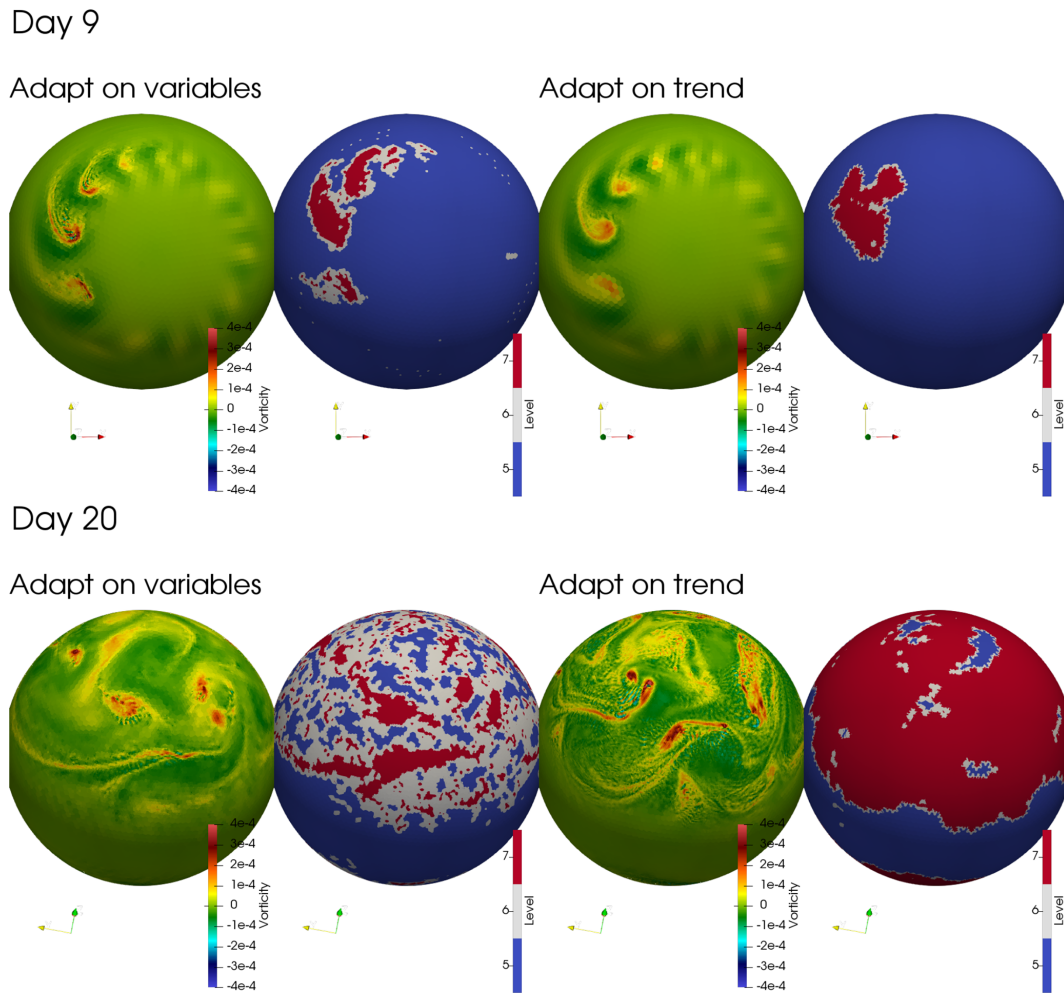 Day 9
Adapt on variables
Adapt on trend
4e-4
3e-4
2e-4
1e-4
0
-1e-4
-2e-4
-3e-4
-4e-4
Vorticity
7
6
5
Level
4e-4
3e-4
2e-4
1e-4
0
-1e-4
-2e-4
-3e-4
-4e-4
Vorticity
7
6
5
Level
Day 20
Adapt on variables
Adapt on trend
4e-4
3e-4
2e-4
1e-4
0
-1e-4
-2e-4
-3e-4
-4e-4
Vorticity
7
6
5
Level
4e-4
3e-4
2e-4
1e-4
0
-1e-4
-2e-4
-3e-4
-4e-4
Vorticity
7
6
5
Level